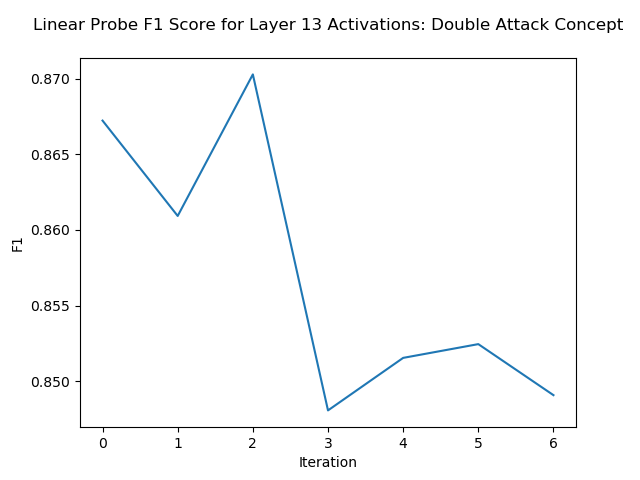 Linear Probe F1 Score for Layer 13 Activations: Double Attack Concept
0.870
0.865
0.860
0.855
0.850
F1
0 1 2 3 4 5 6
Iteration